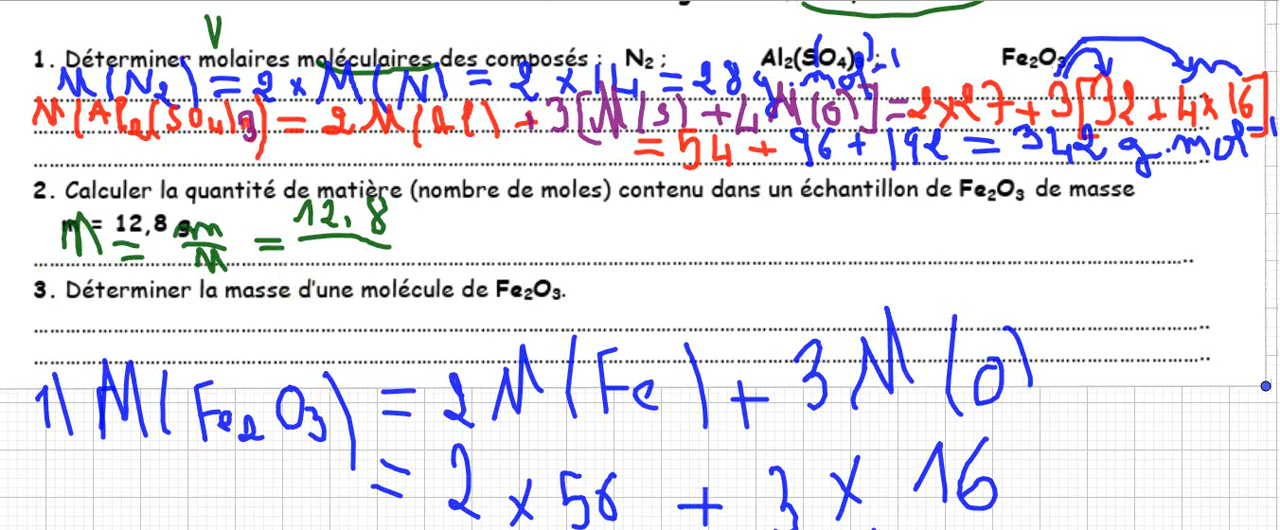 V
1. Déterminer molaires moléculaires des composés : N₂ ; Al₂(SO₄)₃ ; Fe₂O₃
M(N₂) = 2 × M(N) = 2 × 14 = 28 g.mol⁻¹
M(Al₂(SO₄)3) = 2M(Al) + 3[M(S) + 4M(O)] = 2×27 + 3[32 + 4×16]
= 54 + 96 + 192 = 342 g.mol⁻¹
2. Calculer la quantité de matière (nombre de moles) contenu dans un échantillon de Fe₂O₃ de masse
= 12,8 g
n = m/M = 12,8
3. Déterminer la masse d'une molécule de Fe₂O₃.
1) M(Fe₂O₃) = 2M(Fe) + 3M(O)
= 2 × 56 + 3 × 16